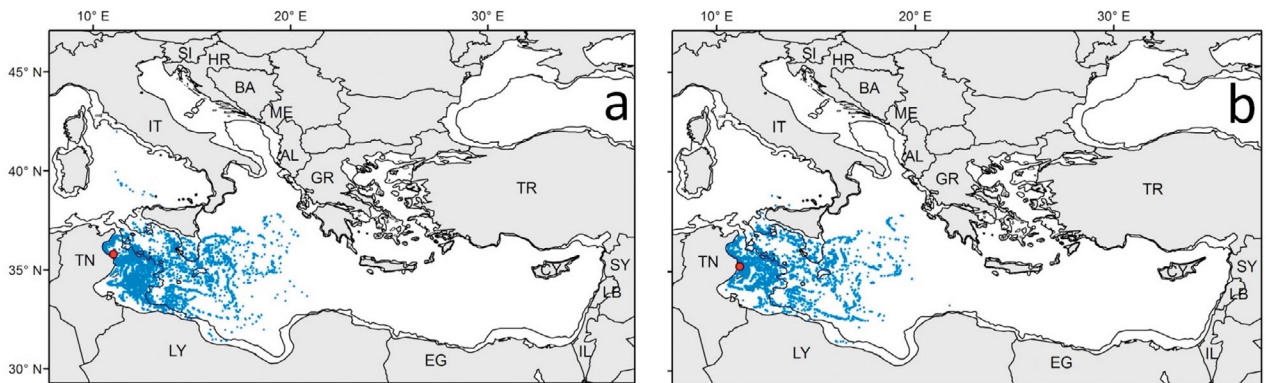 10° E 20° E 30° E 10° E 20° E 30° E
45° N
40° N
35° N
30° N
a
SI
HR
BA
IT
ME
AL
GR
TR
TN
CY
SY
LB
LY
EG
IL
b
SI
HR
BA
IT
ME
AL
GR
TR
TN
CY
SY
LB
LY
EG
IL